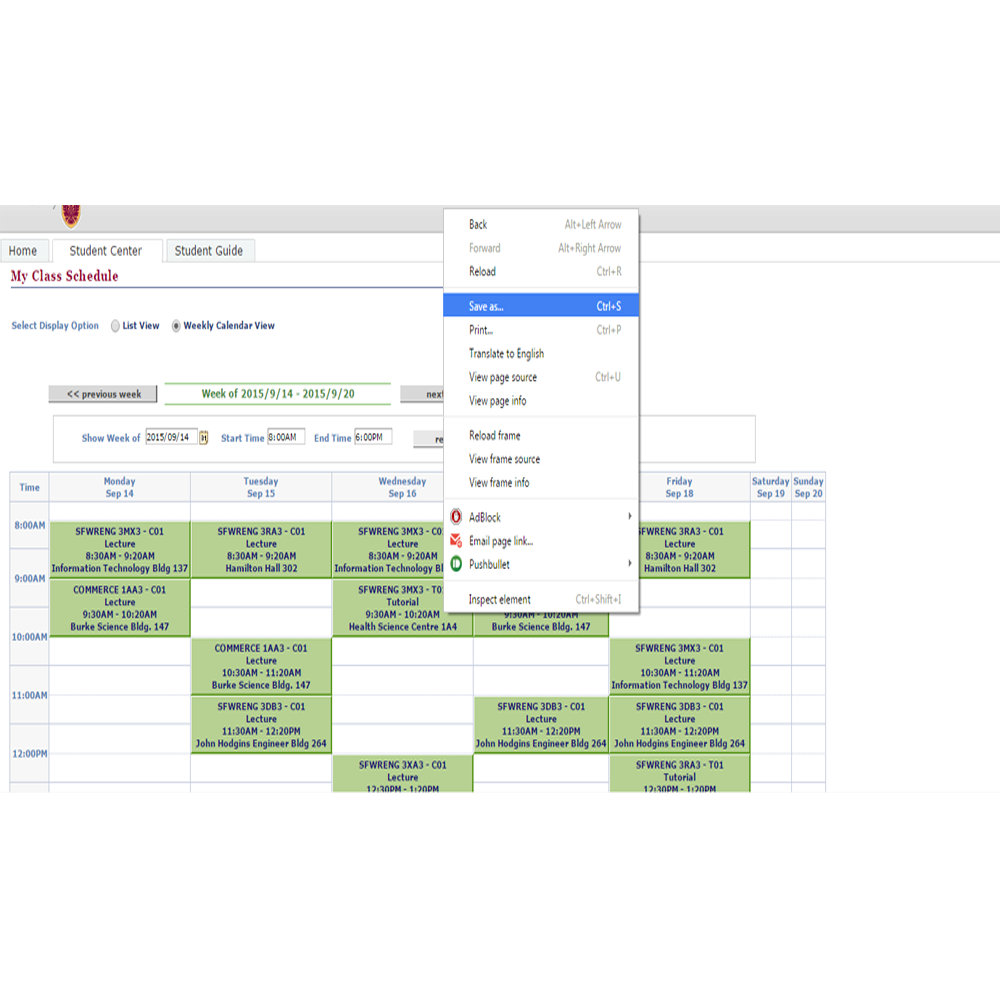 Home
Student Center
Student Guide
My Class Schedule
Select Display Option
List View
Weekly Calendar View
<< previous week
Week of 2015/9/14 - 2015/9/20
next
Show Week of 2015/09/14 Start Time 8:00AM End Time 6:00PM
re
Back Alt+Left Arrow
Forward Alt+Right Arrow
Reload Ctrl+R
Save as... Ctrl+S
Print... Ctrl+P
Translate to English
View page source Ctrl+U
View page info
Reload frame
View frame source
View frame info
AdBlock
Email page link...
Pushbullet
Inspect element Ctrl+Shift+I
Time
Monday
Sep 14
Tuesday
Sep 15
Wednesday
Sep 16
Friday
Sep 18
Saturday
Sep 19
Sunday
Sep 20
8:00AM
SFWRENG 3MX3 - C01
Lecture
8:30AM - 9:20AM
Information Technology Bldg 137
SFWRENG 3RA3 - C01
Lecture
8:30AM - 9:20AM
Hamilton Hall 302
SFWRENG 3MX3 - C0
Lecture
8:30AM - 9:20AM
Information Technology Bl
SFWRENG 3RA3 - C01
Lecture
8:30AM - 9:20AM
Hamilton Hall 302
9:00AM
COMMERCE 1AA3 - C01
Lecture
9:30AM - 10:20AM
Burke Science Bldg. 147
SFWRENG 3MX3 - T0
Tutorial
9:30AM - 10:20AM
Health Science Centre 1A4
9:30AM - 10:20AM
Burke Science Bldg. 147
10:00AM
COMMERCE 1AA3 - C01
Lecture
10:30AM - 11:20AM
Burke Science Bldg. 147
SFWRENG 3MX3 - C01
Lecture
10:30AM - 11:20AM
Information Technology Bldg 137
11:00AM
SFWRENG 3DB3 - C01
Lecture
11:30AM - 12:20PM
John Hodgins Engineer Bldg 264
SFWRENG 3DB3 - C01
Lecture
11:30AM - 12:20PM
John Hodgins Engineer Bldg 264
SFWRENG 3DB3 - C01
Lecture
11:30AM - 12:20PM
John Hodgins Engineer Bldg 264
12:00PM
SFWRENG 3XA3 - C01
Lecture
12:30PM - 1:20PM
SFWRENG 3RA3 - T01
Tutorial
12:30PM - 1:20PM